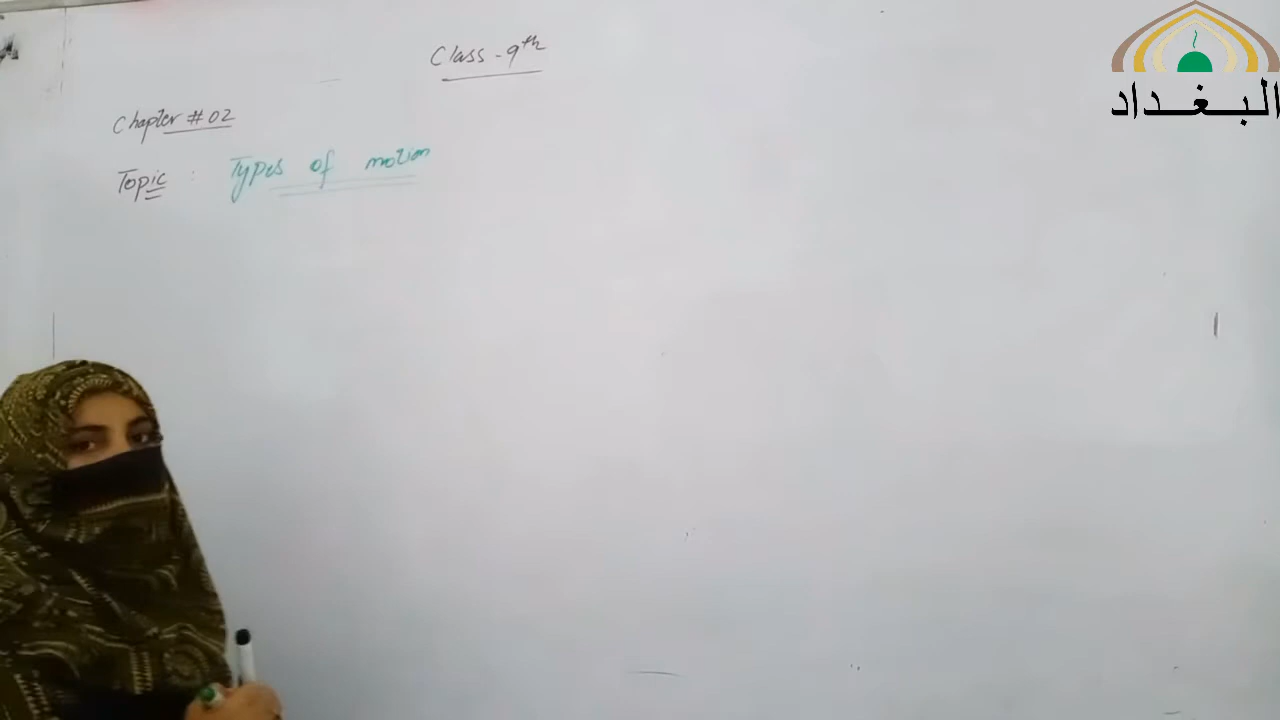 Class - 9th
البغداد
Chapter # 02
Topic : Types of motion